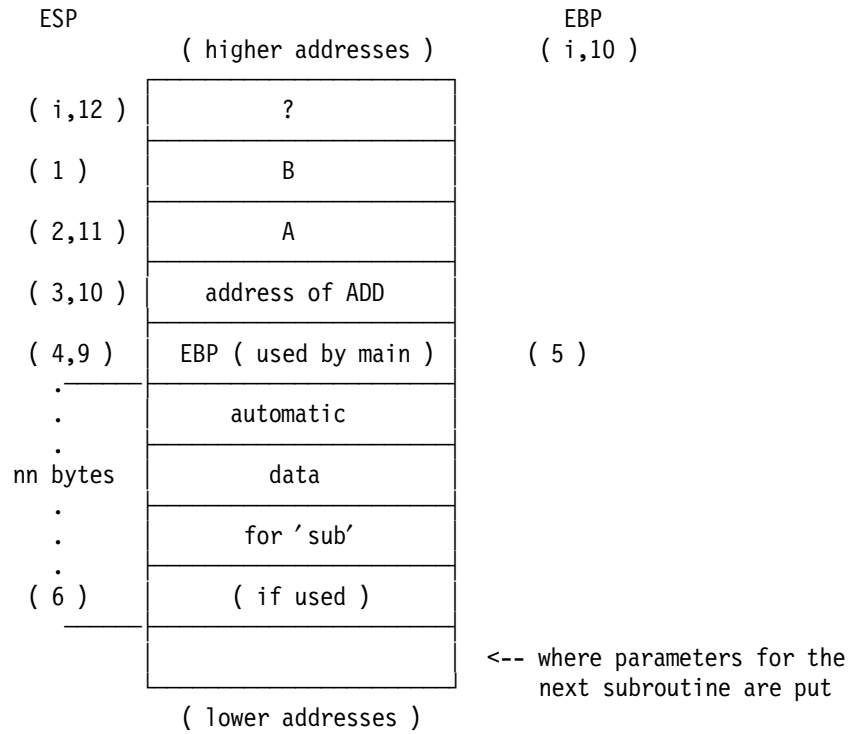 ESP EBP
( higher addresses ) ( i,10 )
( i,12 ) ?
( 1 ) B
( 2,11 ) A
( 3,10 ) address of ADD
( 4,9 ) EBP ( used by main ) ( 5 )
.
. automatic
.
nn bytes data
.
. for ′sub′
.
( 6 ) ( if used )
<-- where parameters for the
next subroutine are put
( lower addresses )